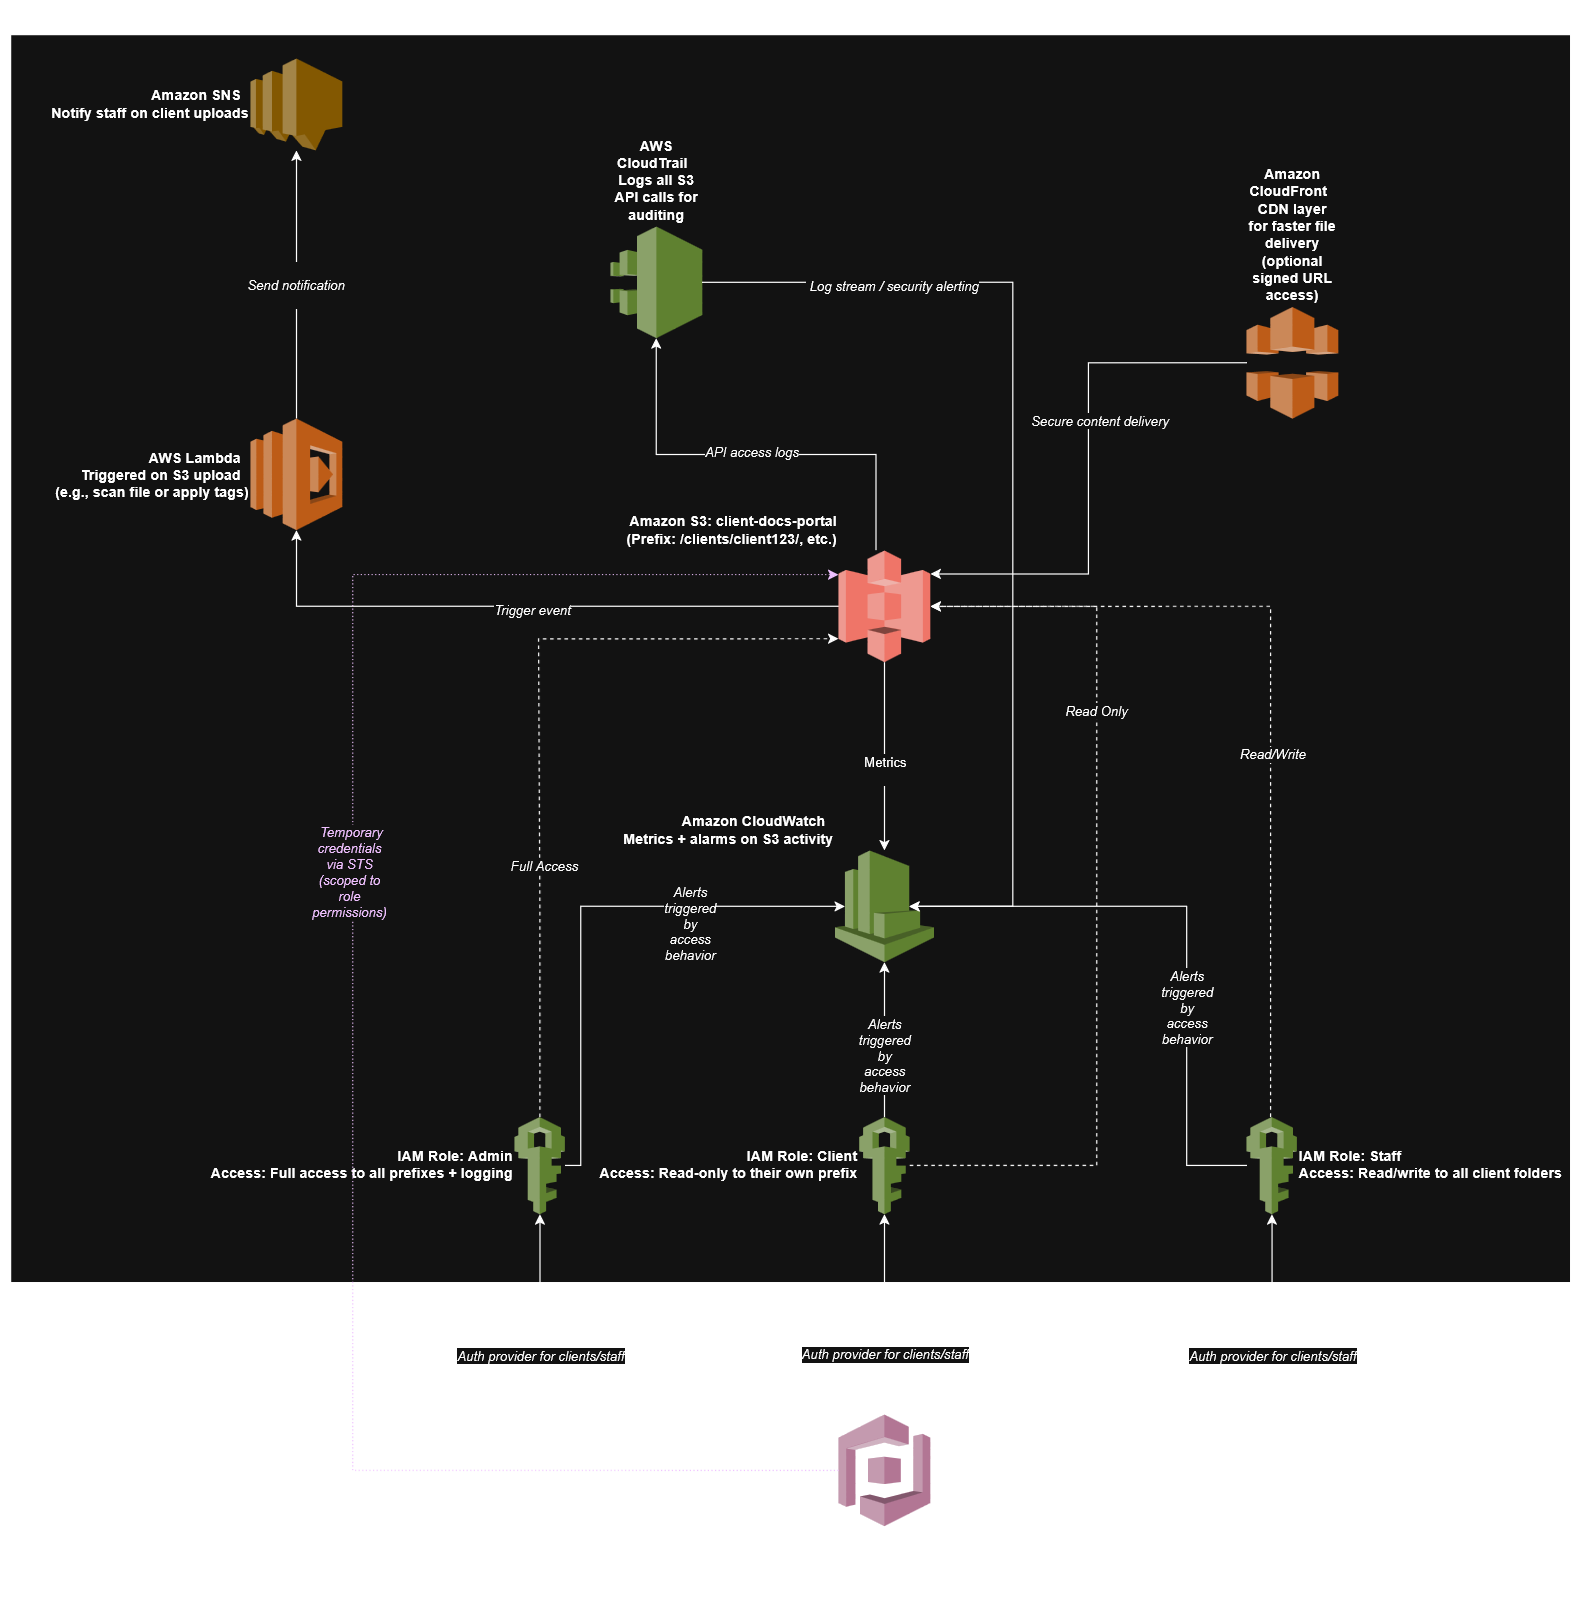 Amazon SNS
Notify staff on client uploads
AWS
CloudTrail
Logs all S3
API calls for
auditing
Amazon
CloudFront
CDN layer
for faster file
delivery
(optional
signed URL
access)
Send notification
Log stream / security alerting
Secure content delivery
API access logs
AWS Lambda
Triggered on S3 upload
(e.g., scan file or apply tags)
Amazon S3: client-docs-portal
(Prefix: /clients/client123/, etc.)
Trigger event
Read Only
Read/Write
Metrics
Amazon CloudWatch
Metrics + alarms on S3 activity
Temporary
credentials
via STS
(scoped to
role
permissions)
Full Access
Alerts
triggered
by
access
behavior
Alerts
triggered
by
access
behavior
Alerts
triggered
by
access
behavior
IAM Role: Admin
Access: Full access to all prefixes + logging
IAM Role: Client
Access: Read-only to their own prefix
IAM Role: Staff
Access: Read/write to all client folders
Auth provider for clients/staff
Auth provider for clients/staff
Auth provider for clients/staff